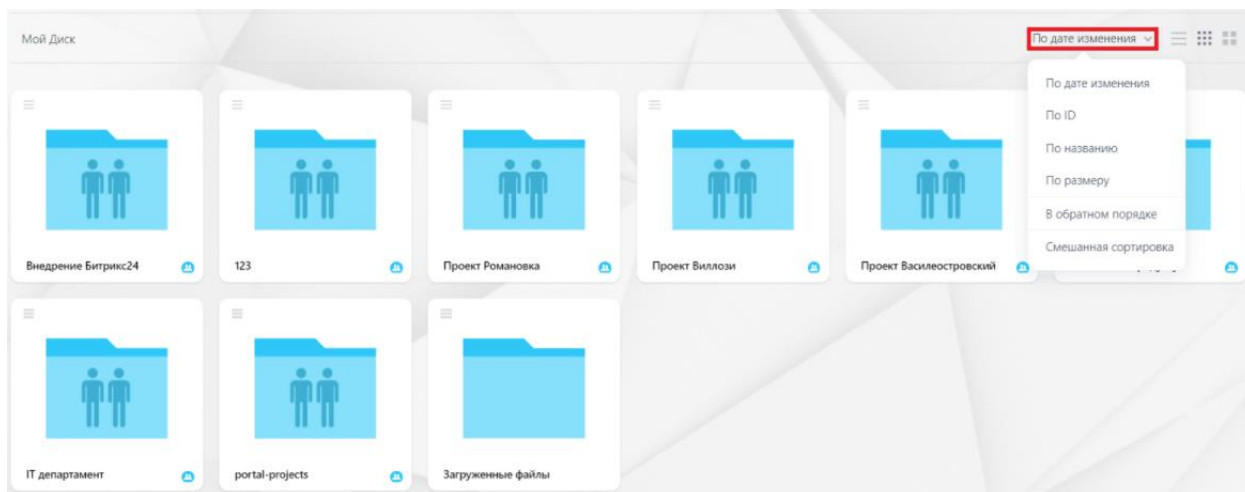 Мой Диск
По дате изменения
По дате изменения
По ID
По названию
По размеру
В обратном порядке
Смешанная сортировка
Внедрение Битрикс24
123
Проект Романовка
Проект Виллози
Проект Василеостровский
IT департамент
portal-projects
Загруженные файлы